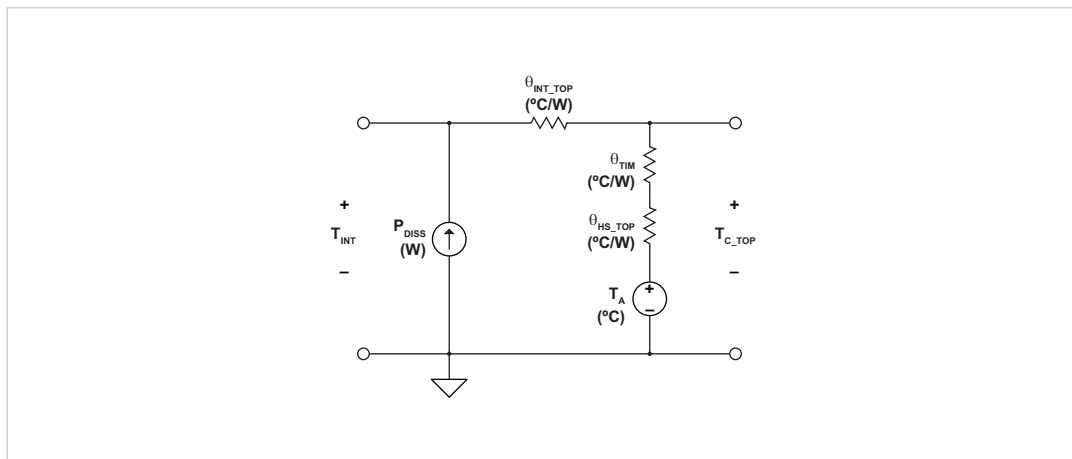 θINT_TOP
(ºC/W)
θTIM
(ºC/W)
+
TINT
–
PDISS
(W)
θHS_TOP
(ºC/W)
+
TC_TOP
–
TA
(ºC)
+
–